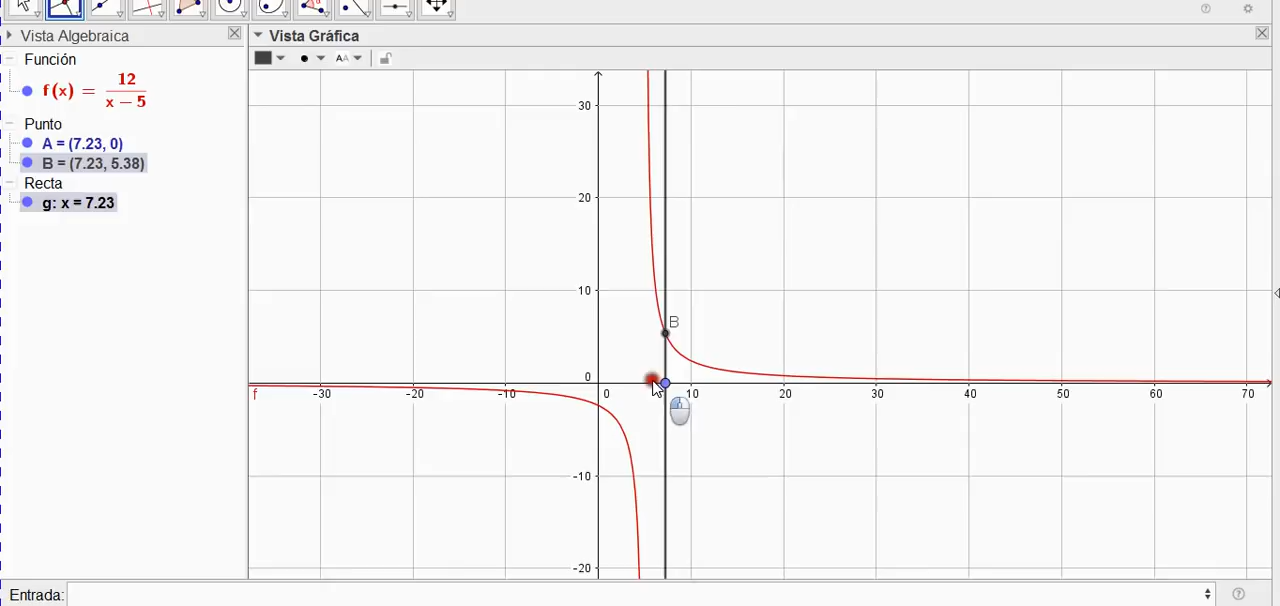 Vista Algebraica
Función
f(x) = 12 / x – 5
Punto
A = (7.23, 0)
B = (7.23, 5.38)
Recta
g: x = 7.23
Vista Gráfica
AA
30
20
10
0
-10
-20
-30
-20
-10
0
10
20
30
40
50
60
70
B
f
Entrada: